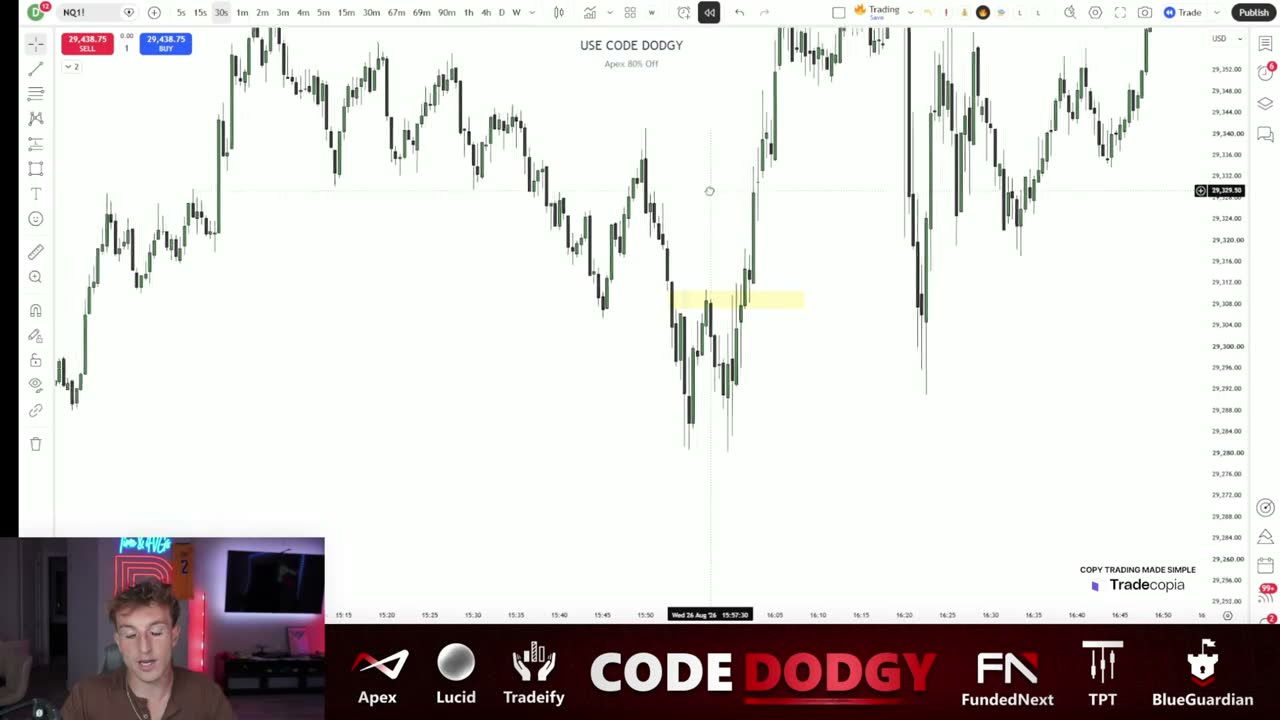 NQ1!
5s 15s 30s 1m 2m 3m 4m 5m 15m 30m 67m 69m 90m 1h 4h D W
Trading
Save
Trade
Publish
29,438.75
SELL
0.00
1
29,438.75
BUY
2
USE CODE DODGY
Apex 80% Off
USD
29,352.00
29,348.00
29,344.00
29,340.00
29,336.00
29,332.00
29,329.50
29,324.00
29,320.00
29,316.00
29,312.00
29,308.00
29,304.00
29,300.00
29,296.00
29,292.00
29,288.00
29,284.00
29,280.00
29,276.00
29,272.00
29,268.00
29,264.00
29,260.00
COPY TRADING MADE SIMPLE
Tradecopia
15:15 15:20 15:25 15:30 15:35 15:40 15:45 15:50 Wed 26 Aug '26 15:57:30 16:05 16:10 16:15 16:20 16:25 16:30 16:35 16:40 16:45 16:50 16
CODE DODGY
Apex Lucid Tradeify FundedNext TPT BlueGuardian